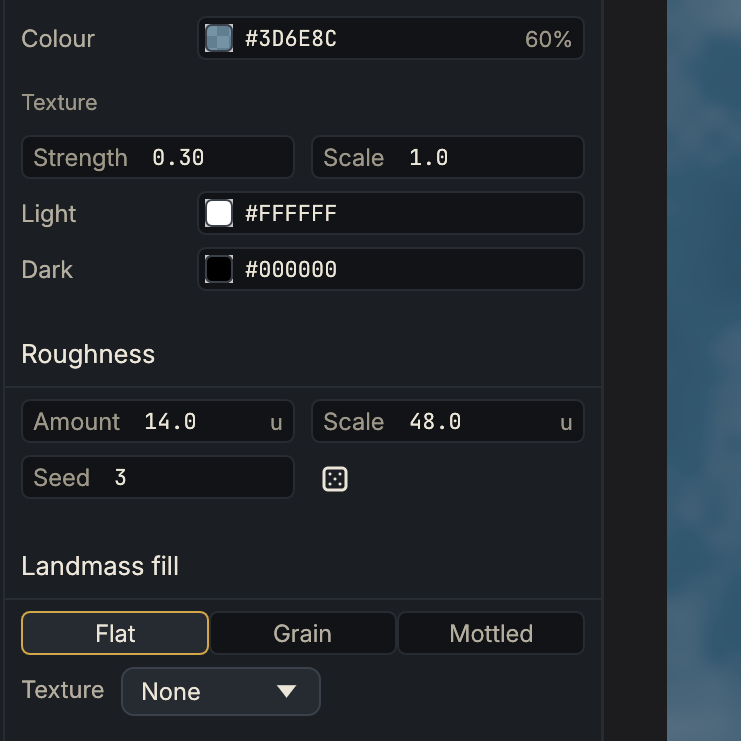 Colour #3D6E8C 60%
Texture
Strength 0.30 Scale 1.0
Light #FFFFFF
Dark #000000
Roughness
Amount 14.0 u Scale 48.0 u
Seed 3
Landmass fill
Flat Grain Mottled
Texture None